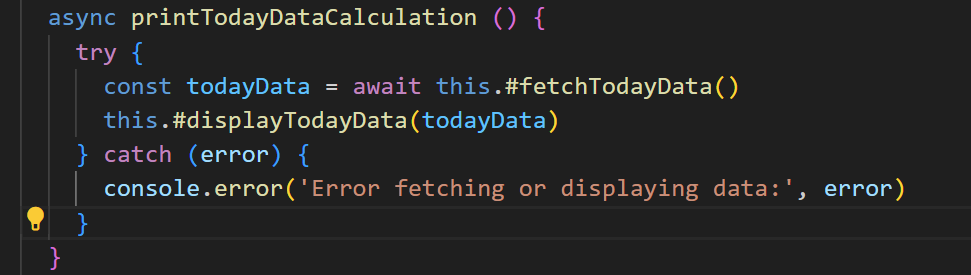 async printTodayDataCalculation () {
try {
const todayData = await this.#fetchTodayData()
this.#displayTodayData(todayData)
} catch (error) {
console.error('Error fetching or displaying data:', error)
}
}